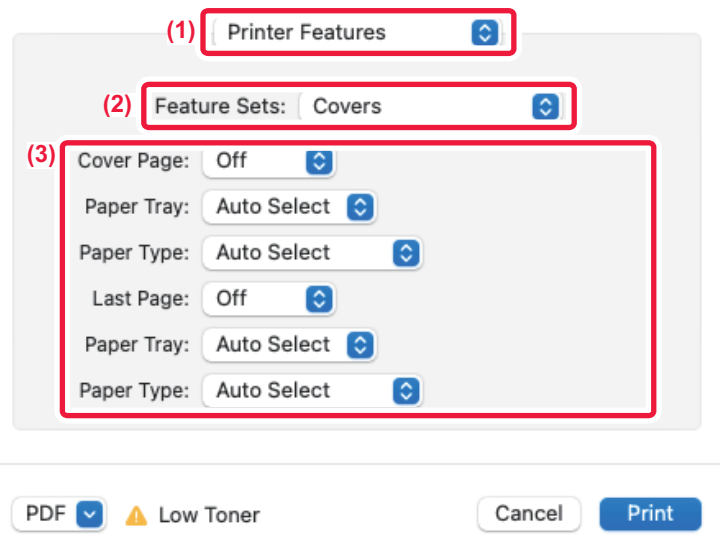 (1) Printer Features
(2) Feature Sets: Covers
(3)
Cover Page: Off
Paper Tray: Auto Select
Paper Type: Auto Select
Last Page: Off
Paper Tray: Auto Select
Paper Type: Auto Select
PDF Low Toner Cancel Print